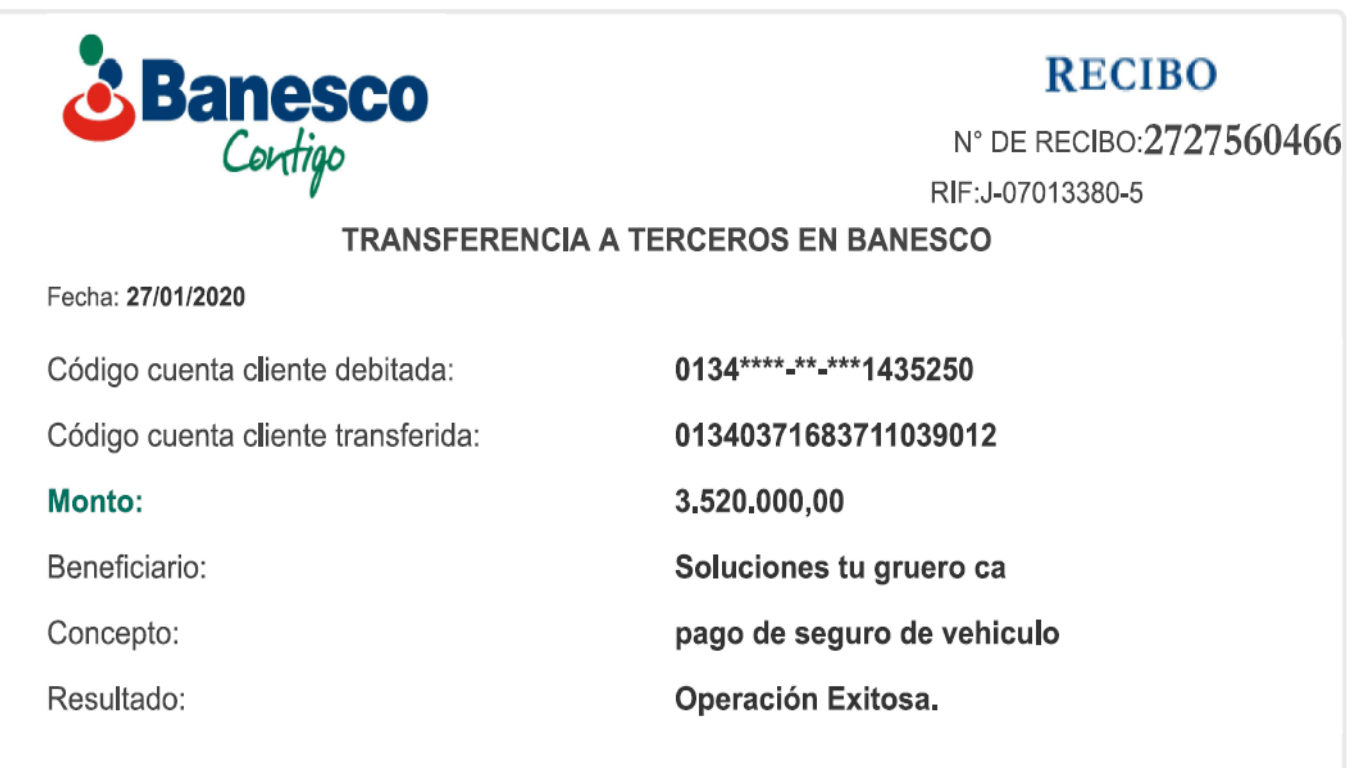 Banesco
Contigo
RECIBO
N° DE RECIBO:2727560466
RIF:J-07013380-5
TRANSFERENCIA A TERCEROS EN BANESCO
Fecha: 27/01/2020
Código cuenta cliente debitada: 0134****-**-***1435250
Código cuenta cliente transferida: 01340371683711039012
Monto: 3.520.000,00
Beneficiario: Soluciones tu gruero ca
Concepto: pago de seguro de vehiculo
Resultado: Operación Exitosa.